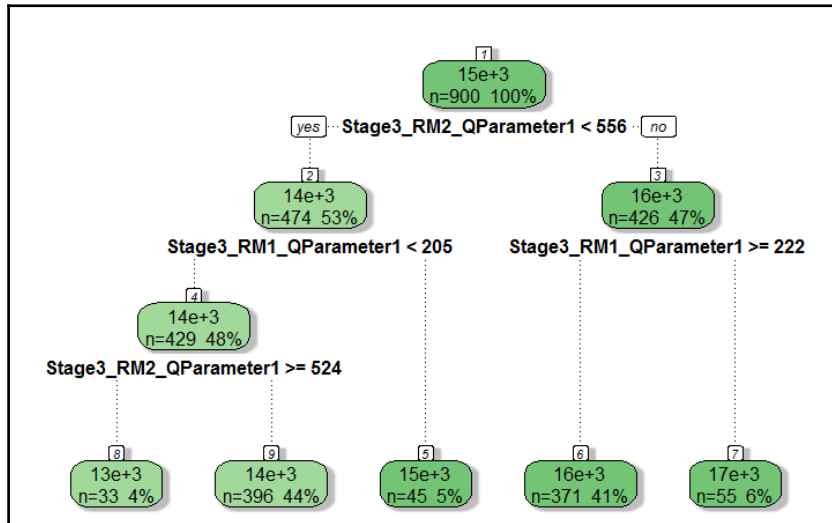 1
15e+3
n=900 100%
yes Stage3_RM2_QParameter1 < 556 no
2
14e+3
n=474 53%
3
16e+3
n=426 47%
Stage3_RM1_QParameter1 < 205
Stage3_RM1_QParameter1 >= 222
4
14e+3
n=429 48%
Stage3_RM2_QParameter1 >= 524
8
13e+3
n=33 4%
9
14e+3
n=396 44%
5
15e+3
n=45 5%
6
16e+3
n=371 41%
7
17e+3
n=55 6%